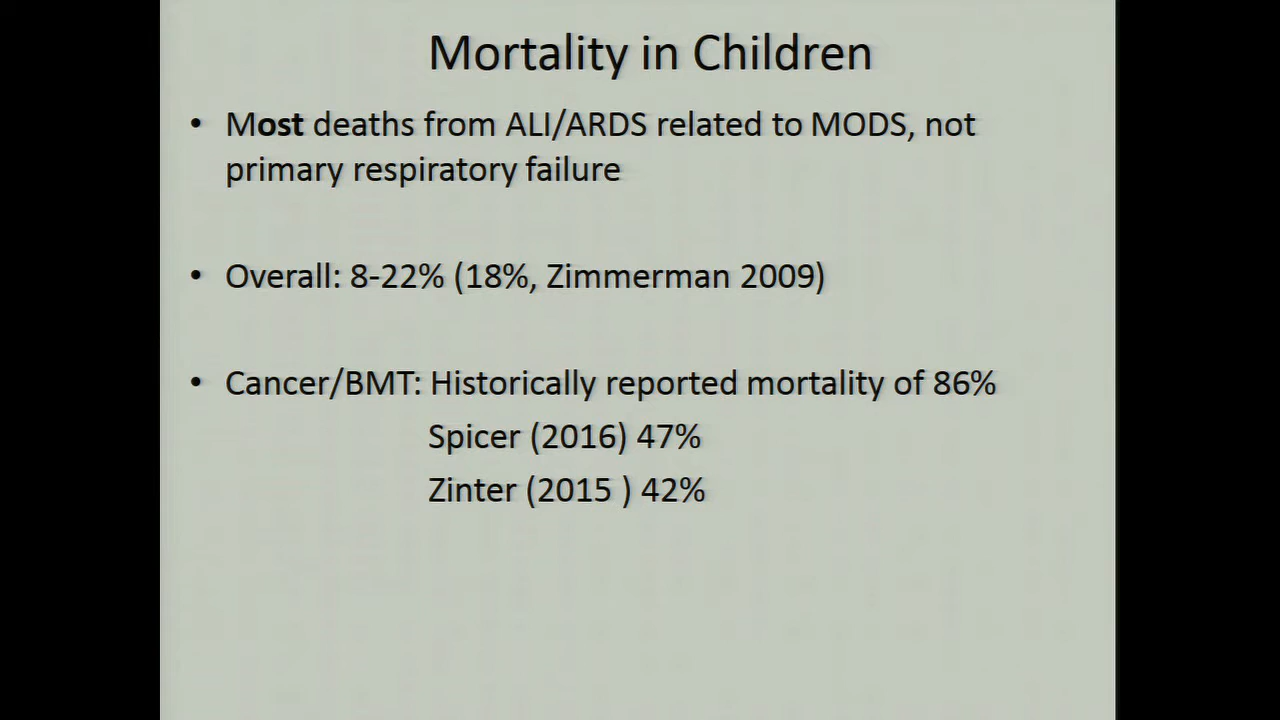 Mortality in Children
• Most deaths from ALI/ARDS related to MODS, not
primary respiratory failure
• Overall: 8-22% (18%, Zimmerman 2009)
• Cancer/BMT: Historically reported mortality of 86%
Spicer (2016) 47%
Zinter (2015 ) 42%